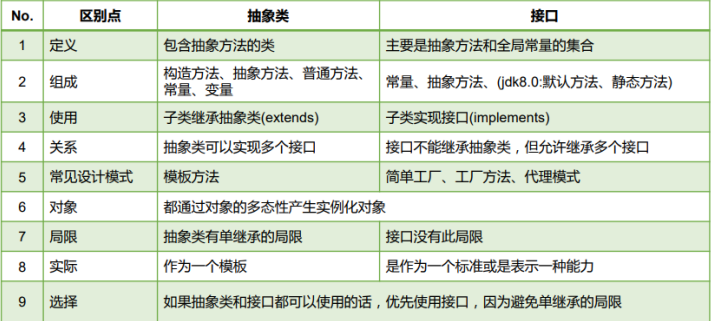 No. 区别点 抽象类 接口
1 定义 包含抽象方法的类 主要是抽象方法和全局常量的集合
2 组成 构造方法、抽象方法、普通方法、常量、变量 常量、抽象方法、(jdk8.0:默认方法、静态方法)
3 使用 子类继承抽象类(extends) 子类实现接口(implements)
4 关系 抽象类可以实现多个接口 接口不能继承抽象类，但允许继承多个接口
5 常见设计模式 模板方法 简单工厂、工厂方法、代理模式
6 对象 都通过对象的多态性产生实例化对象
7 局限 抽象类有单继承的局限 接口没有此局限
8 实际 作为一个模板 是作为一个标准或是表示一种能力
9 选择 如果抽象类和接口都可以使用的话，优先使用接口，因为避免单继承的局限